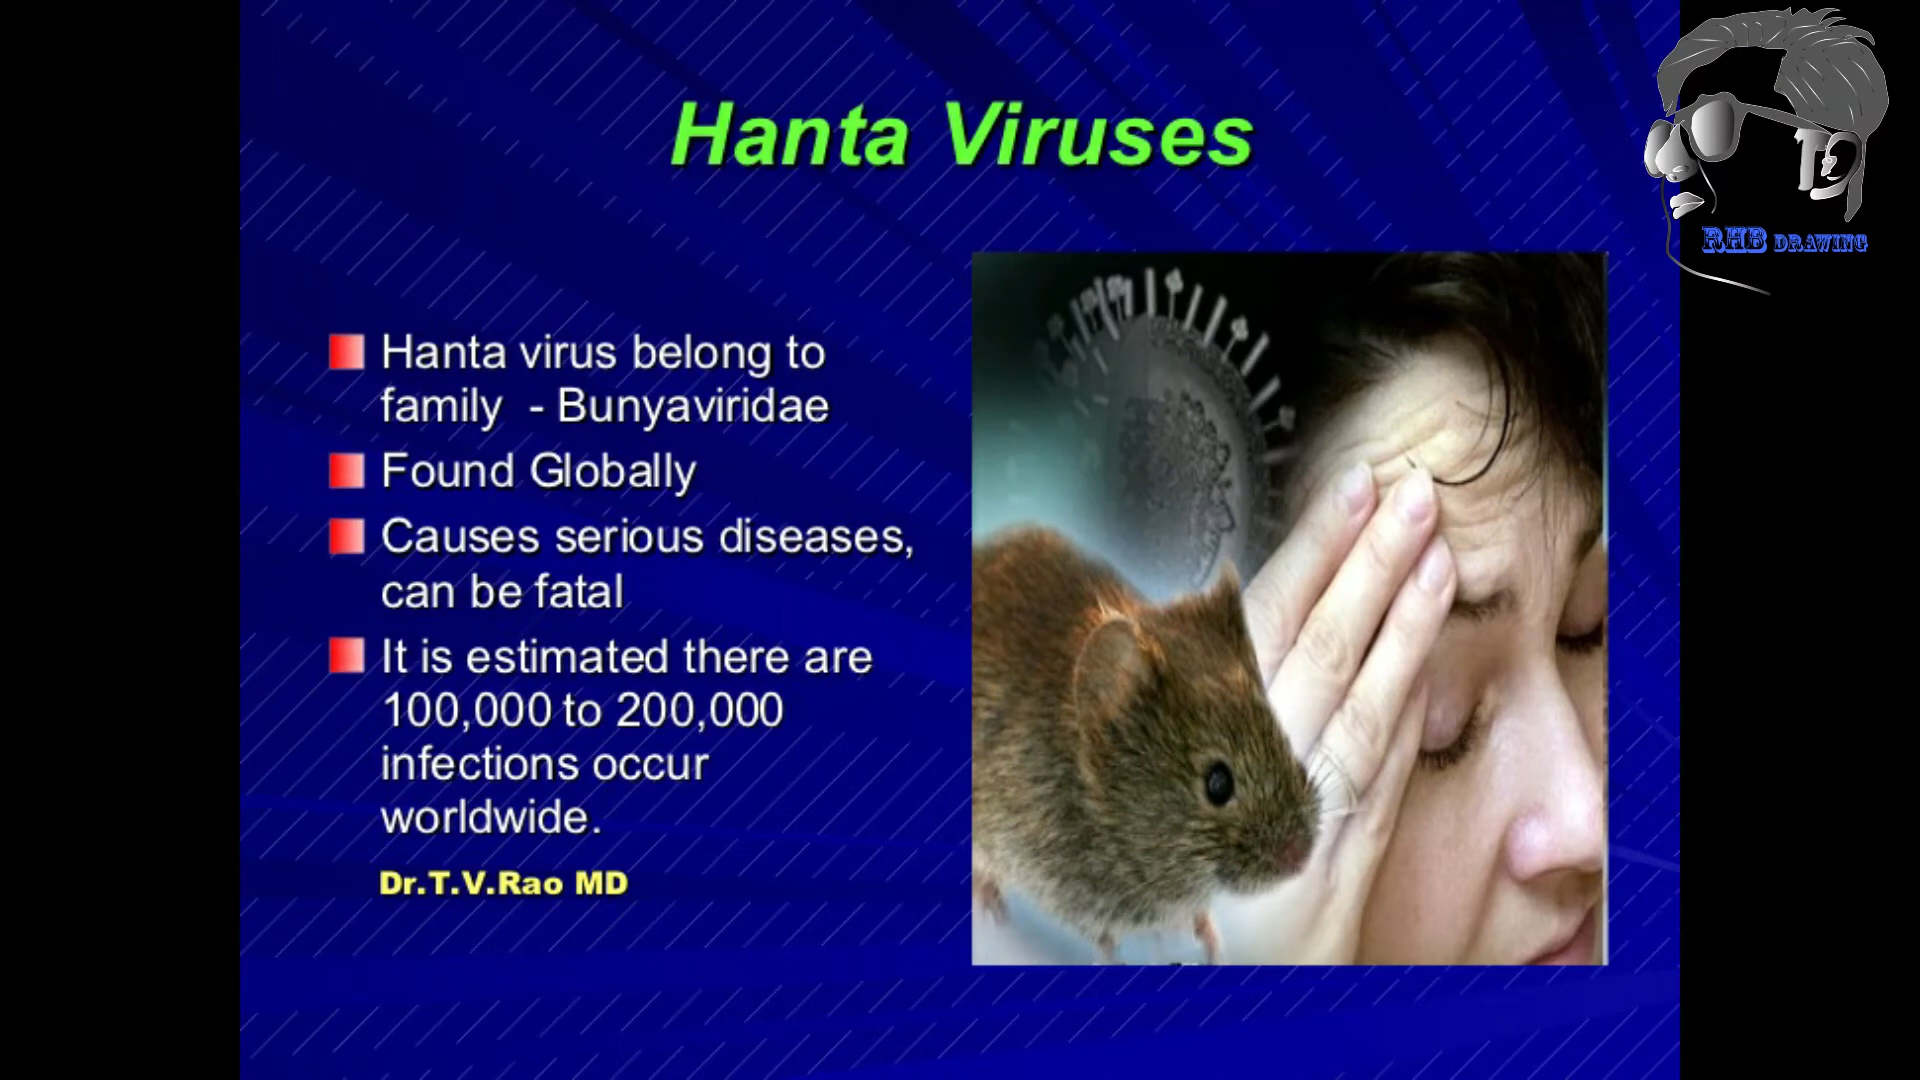 Hanta Viruses
Hanta virus belong to
family - Bunyaviridae
Found Globally
Causes serious diseases,
can be fatal
It is estimated there are
100,000 to 200,000
infections occur
worldwide.
Dr.T.V.Rao MD
RHB DRAWING